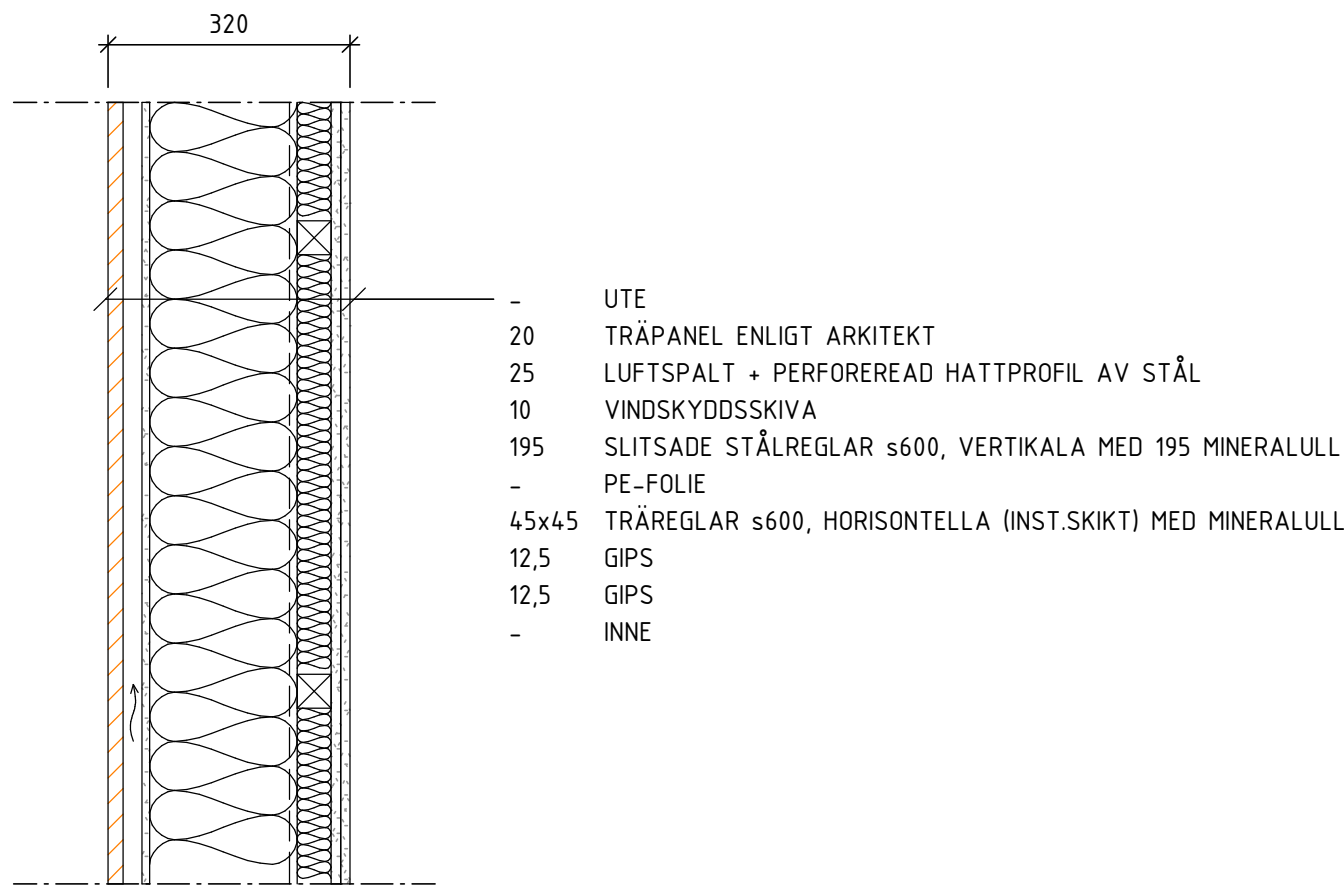 320
- UTE
20 TRÄPANEL ENLIGT ARKITEKT
25 LUFTSPALT + PERFOREREAD HATTPROFIL AV STÅL
10 VINDSKYDDSSKIVA
195 SLITSADE STÅLREGLAR s600, VERTIKALA MED 195 MINERALULL
- PE-FOLIE
45x45 TRÄREGLAR s600, HORISONTELLA (INST.SKIKT) MED MINERALULL
12,5 GIPS
12,5 GIPS
- INNE